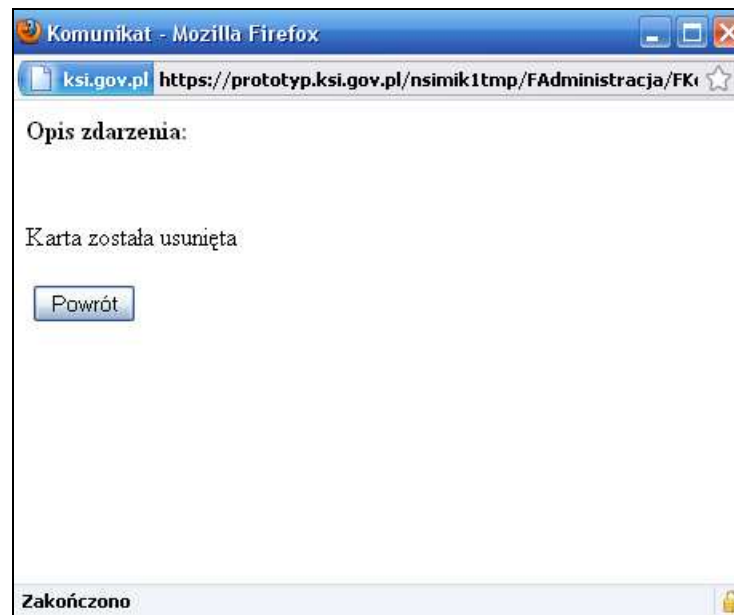 Komunikat - Mozilla Firefox
ksi.gov.pl https://prototyp.ksi.gov.pl/nsimik1tmp/FAdministracja/FK
Opis zdarzenia:
Karta została usunięta
Powrót
Zakończono